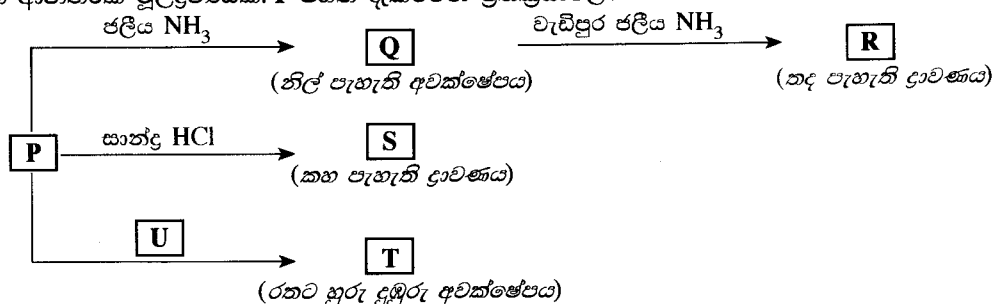 ජලීය NH₃
Q
(නිල් පැහැති අවක්ෂේපය)
වැඩිපුර ජලීය NH₃
R
(තද පැහැති ද්‍රාවණය)
P
සාන්ද්‍ර HCl
S
(කහ පැහැති ද්‍රාවණය)
U
T
(රතට හුරු දුඹුරු අවක්ෂේපය)